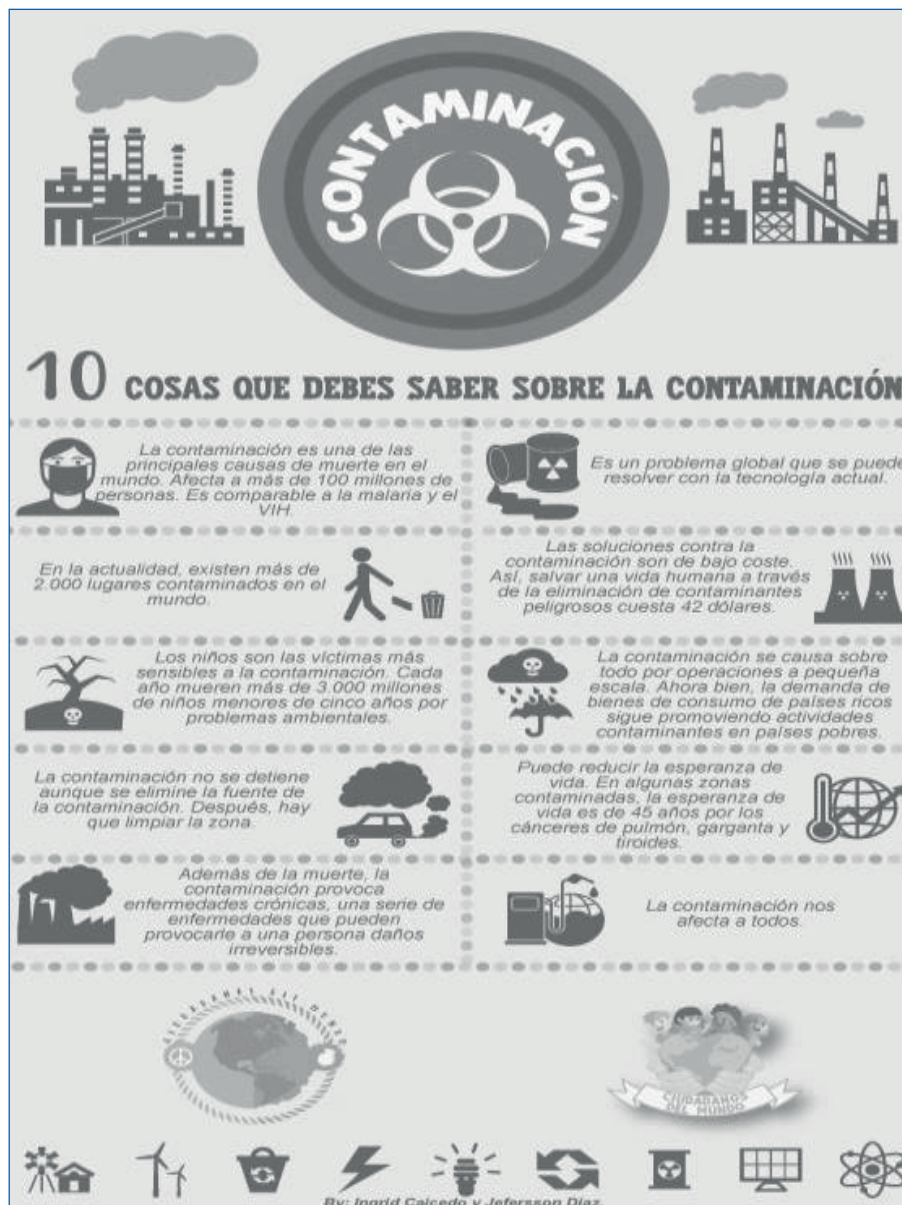 CONTAMINACIÓN
10 COSAS QUE DEBES SABER SOBRE LA CONTAMINACIÓN
La contaminación es una de las
principales causas de muerte en el
mundo. Afecta a más de 100 millones de
personas. Es comparable a la malaria y el
VIH.
Es un problema global que se puede
resolver con la tecnología actual.
En la actualidad, existen más de
2.000 lugares contaminados en el
mundo.
Las soluciones contra la
contaminación son de bajo coste.
Así, salvar una vida humana a través
de la eliminación de contaminantes
peligrosos cuesta 42 dólares.
Los niños son las víctimas más
sensibles a la contaminación. Cada
año mueren más de 3.000 millones
de niños menores de cinco años por
problemas ambientales.
La contaminación se causa sobre
todo por operaciones a pequeña
escala. Ahora bien, la demanda de
bienes de consumo de países ricos
sigue promoviendo actividades
contaminantes en países pobres.
La contaminación no se detiene
aunque se elimine la fuente de
la contaminación. Después, hay
que limpiar la zona.
Puede reducir la esperanza de
vida. En algunas zonas
contaminadas, la esperanza de
vida es de 45 años por los
cánceres de pulmón, garganta y
tiroides.
Además de la muerte, la
contaminación provoca
enfermedades crónicas, una serie de
enfermedades que pueden
provocarle a una persona daños
irreversibles.
La contaminación nos
afecta a todos.
CIUDADANOS
DEL MUNDO
By: Ingrid Caicedo y Jefersson Díaz.